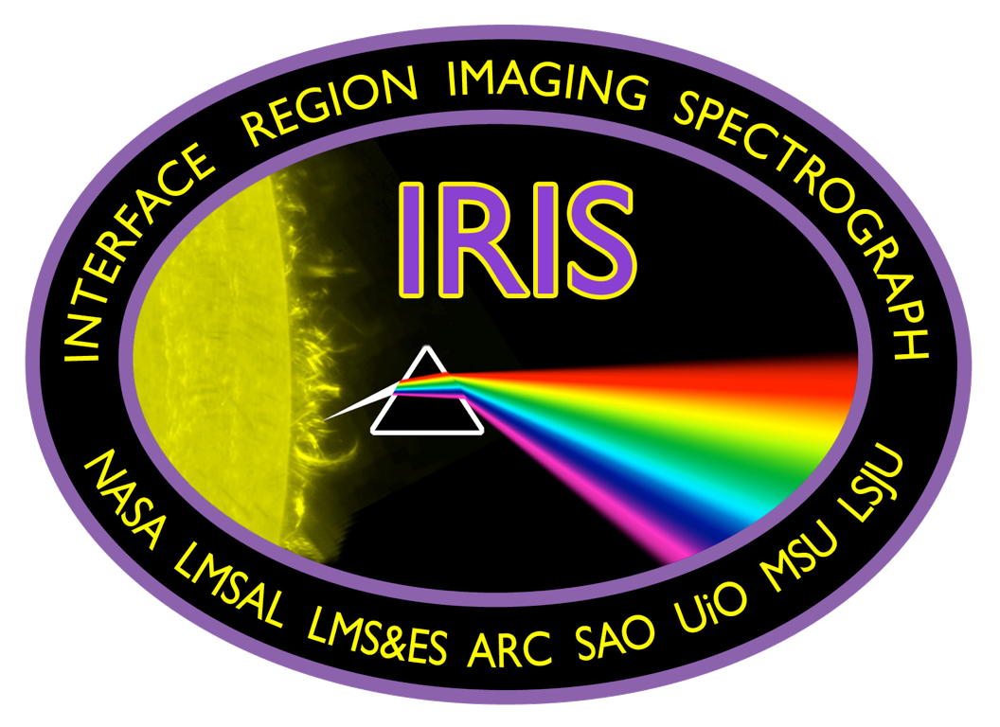 INTERFACE REGION IMAGING SPECTROGRAPH
IRIS
NASA LMSAL LMS&ES ARC SAO UiO MSU LSJU